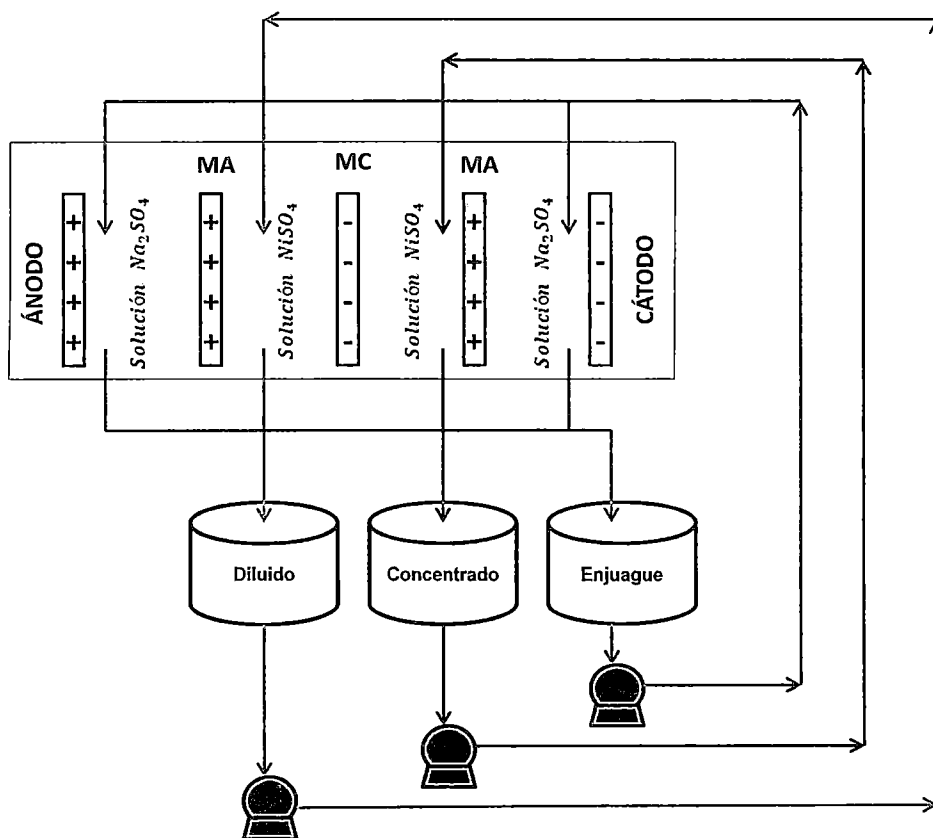 MA
MC
MA
ÁNODO
+
+
+
+
Solución Na₂SO₄
+
+
+
+
Solución NiSO₄
-
-
-
-
Solución NiSO₄
+
+
+
+
Solución Na₂SO₄
-
-
-
-
CÁTODO
Diluido
Concentrado
Enjuague